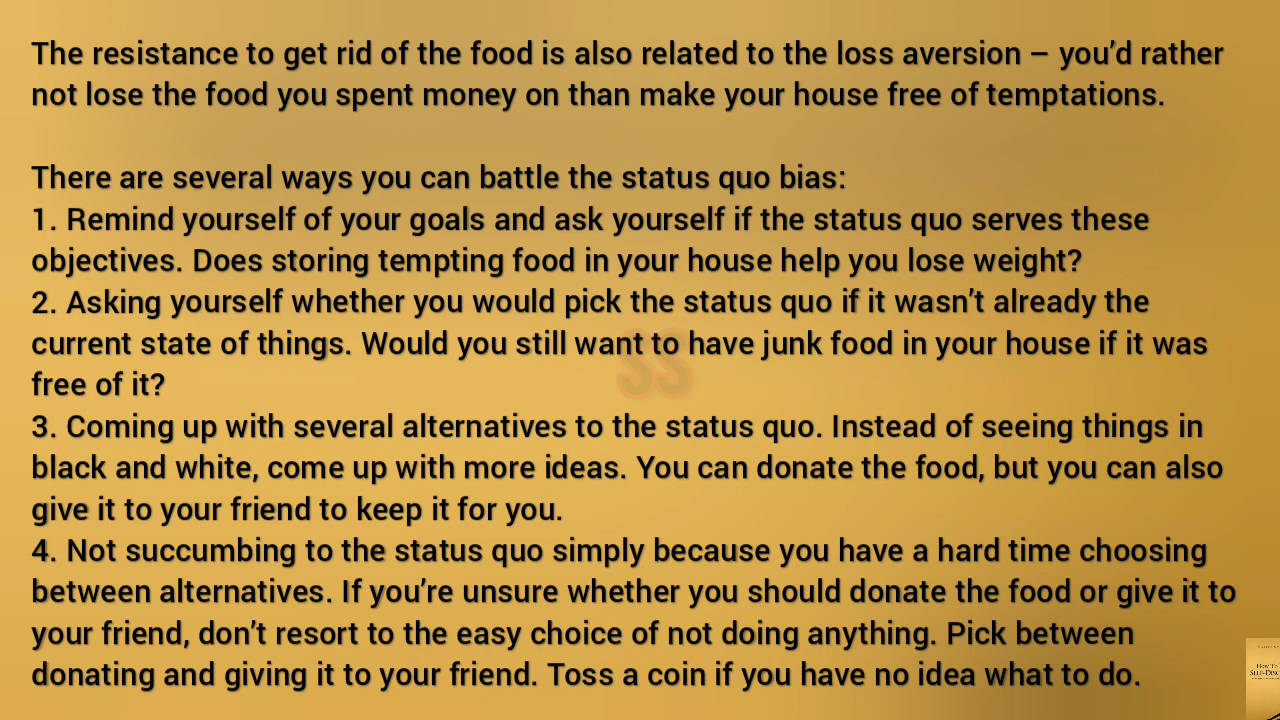 The resistance to get rid of the food is also related to the loss aversion – you’d rather
not lose the food you spent money on than make your house free of temptations.
There are several ways you can battle the status quo bias:
1. Remind yourself of your goals and ask yourself if the status quo serves these
objectives. Does storing tempting food in your house help you lose weight?
2. Asking yourself whether you would pick the status quo if it wasn’t already the
current state of things. Would you still want to have junk food in your house if it was
free of it?
3. Coming up with several alternatives to the status quo. Instead of seeing things in
black and white, come up with more ideas. You can donate the food, but you can also
give it to your friend to keep it for you.
4. Not succumbing to the status quo simply because you have a hard time choosing
between alternatives. If you’re unsure whether you should donate the food or give it to
your friend, don’t resort to the easy choice of not doing anything. Pick between
donating and giving it to your friend. Toss a coin if you have no idea what to do.
SS
How To